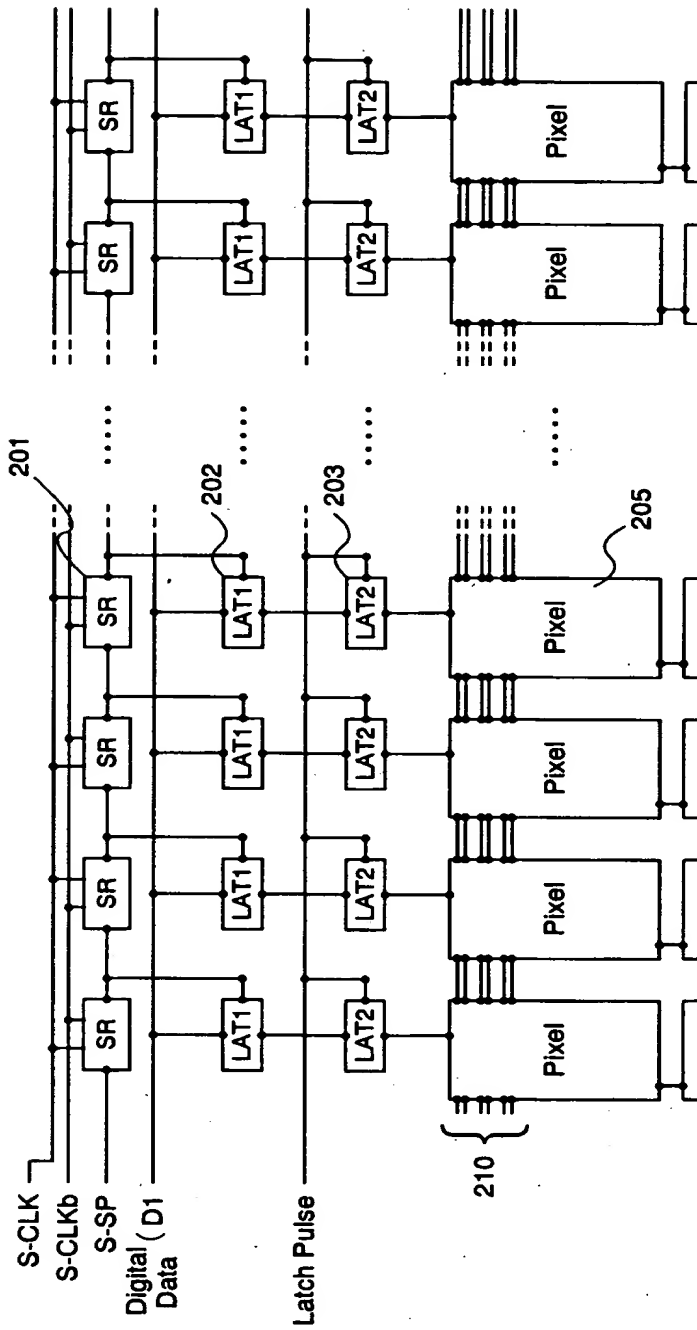 S-CLK
S-CLKb
S-SP
Digital Data ( D1
Latch Pulse
201
SR SR SR SR SR SR
202
LAT1 LAT1 LAT1 LAT1 LAT1 LAT1
203
LAT2 LAT2 LAT2 LAT2 LAT2 LAT2
205
Pixel Pixel Pixel Pixel Pixel Pixel
210